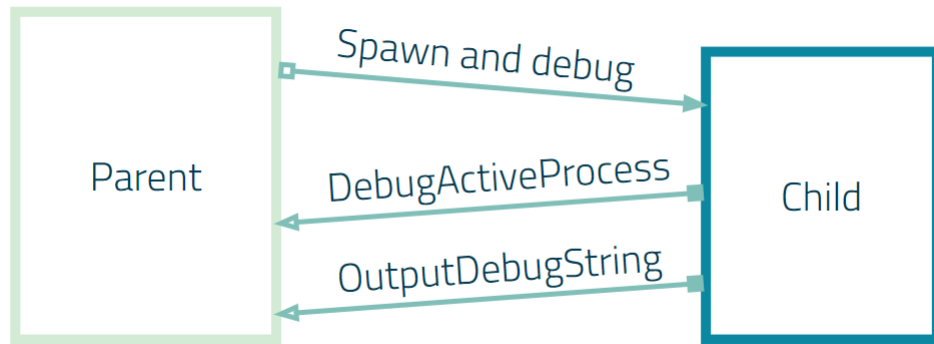 Spawn and debug
Parent
DebugActiveProcess
Child
OutputDebugString